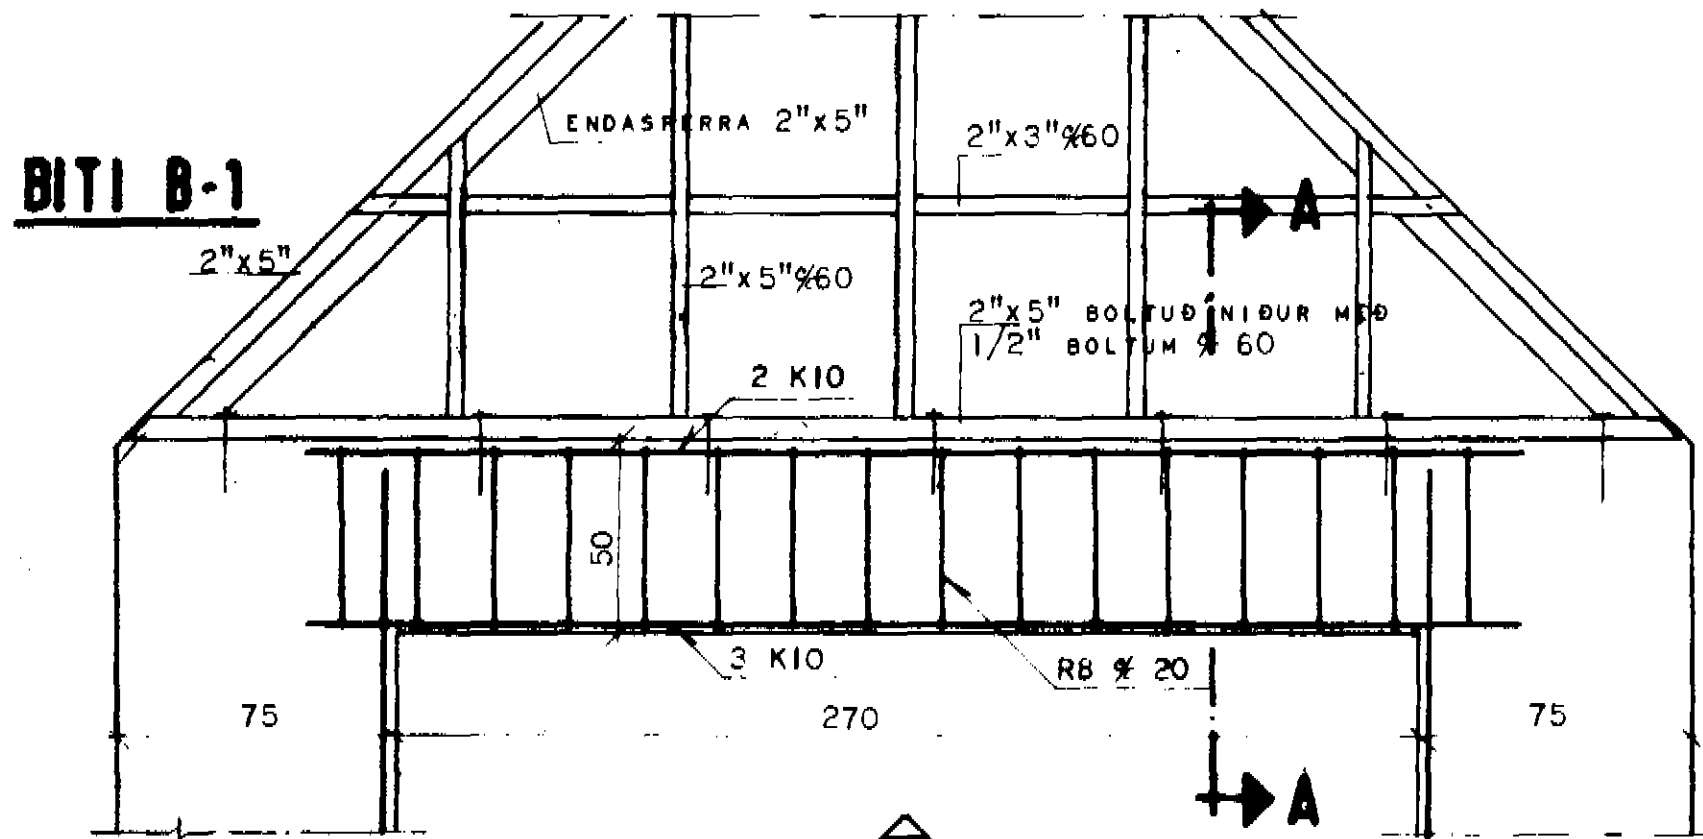 ENDASPERRA 2"x5"
2"x3"%60
BITI B-1
A
2"x5"
2"x5"%60
2"x5" BOLTUÐ NIÐUR MEÐ
1/2" BOLTUM % 60
2 K10
50
3 K10
R8 % 20
75
270
75
A